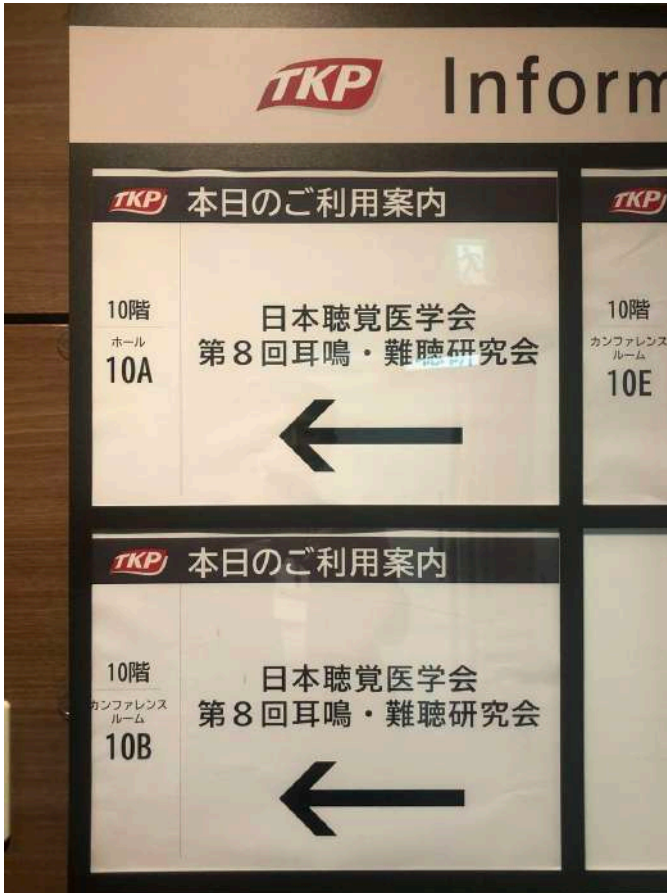 TKP Inform
TKP 本日のご利用案内
10階
ホール
10A
日本聴覚医学会
第8回耳鳴・難聴研究会
TKP
10階
カンファレンス
ルーム
10E
TKP 本日のご利用案内
10階
カンファレンス
ルーム
10B
日本聴覚医学会
第8回耳鳴・難聴研究会